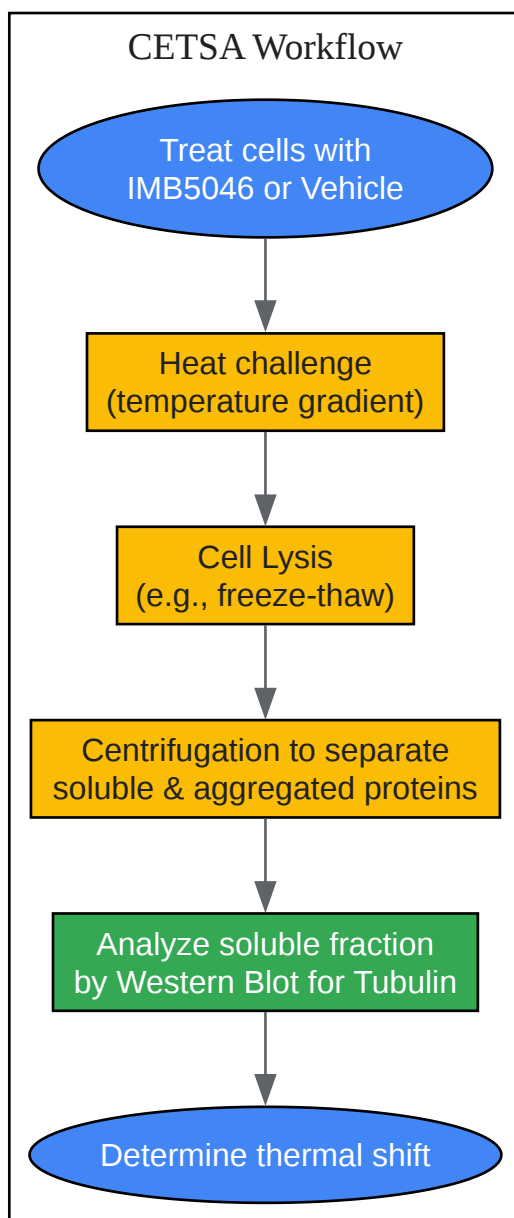 CETSA Workflow
Treat cells with
IMB5046 or Vehicle
Heat challenge
(temperature gradient)
Cell Lysis
(e.g., freeze-thaw)
Centrifugation to separate
soluble & aggregated proteins
Analyze soluble fraction
by Western Blot for Tubulin
Determine thermal shift